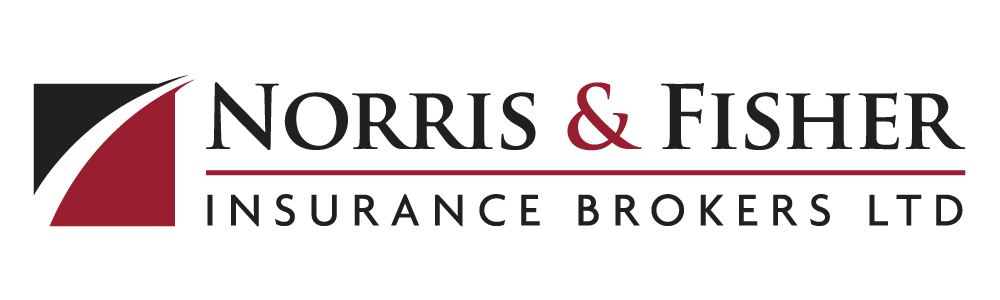 NORRIS & FISHER
INSURANCE BROKERS LTD